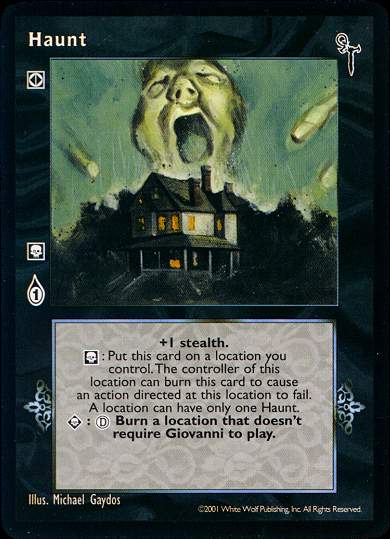 Haunt
1
+1 stealth.
: Put this card on a location you
control. The controller of this
location can burn this card to cause
an action directed at this location to fail.
A location can have only one Haunt.
: D Burn a location that doesn't
require Giovanni to play.
Illus. Michael Gaydos
©2001 White Wolf Publishing, Inc. All Rights Reserved.